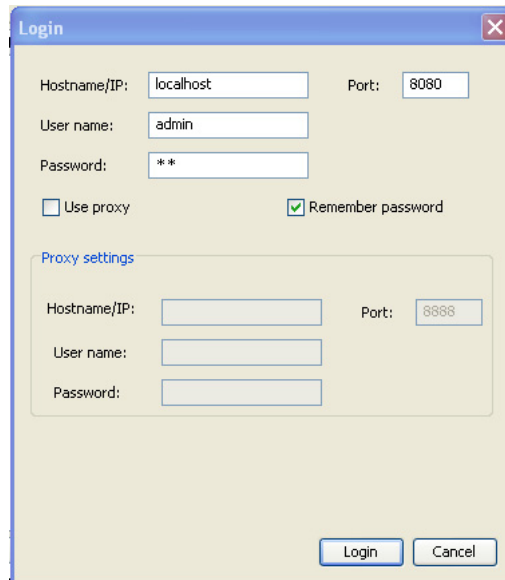 Login
Hostname/IP: localhost Port: 8080
User name: admin
Password: **
Use proxy Remember password
Proxy settings
Hostname/IP: Port: 8888
User name:
Password:
Login Cancel